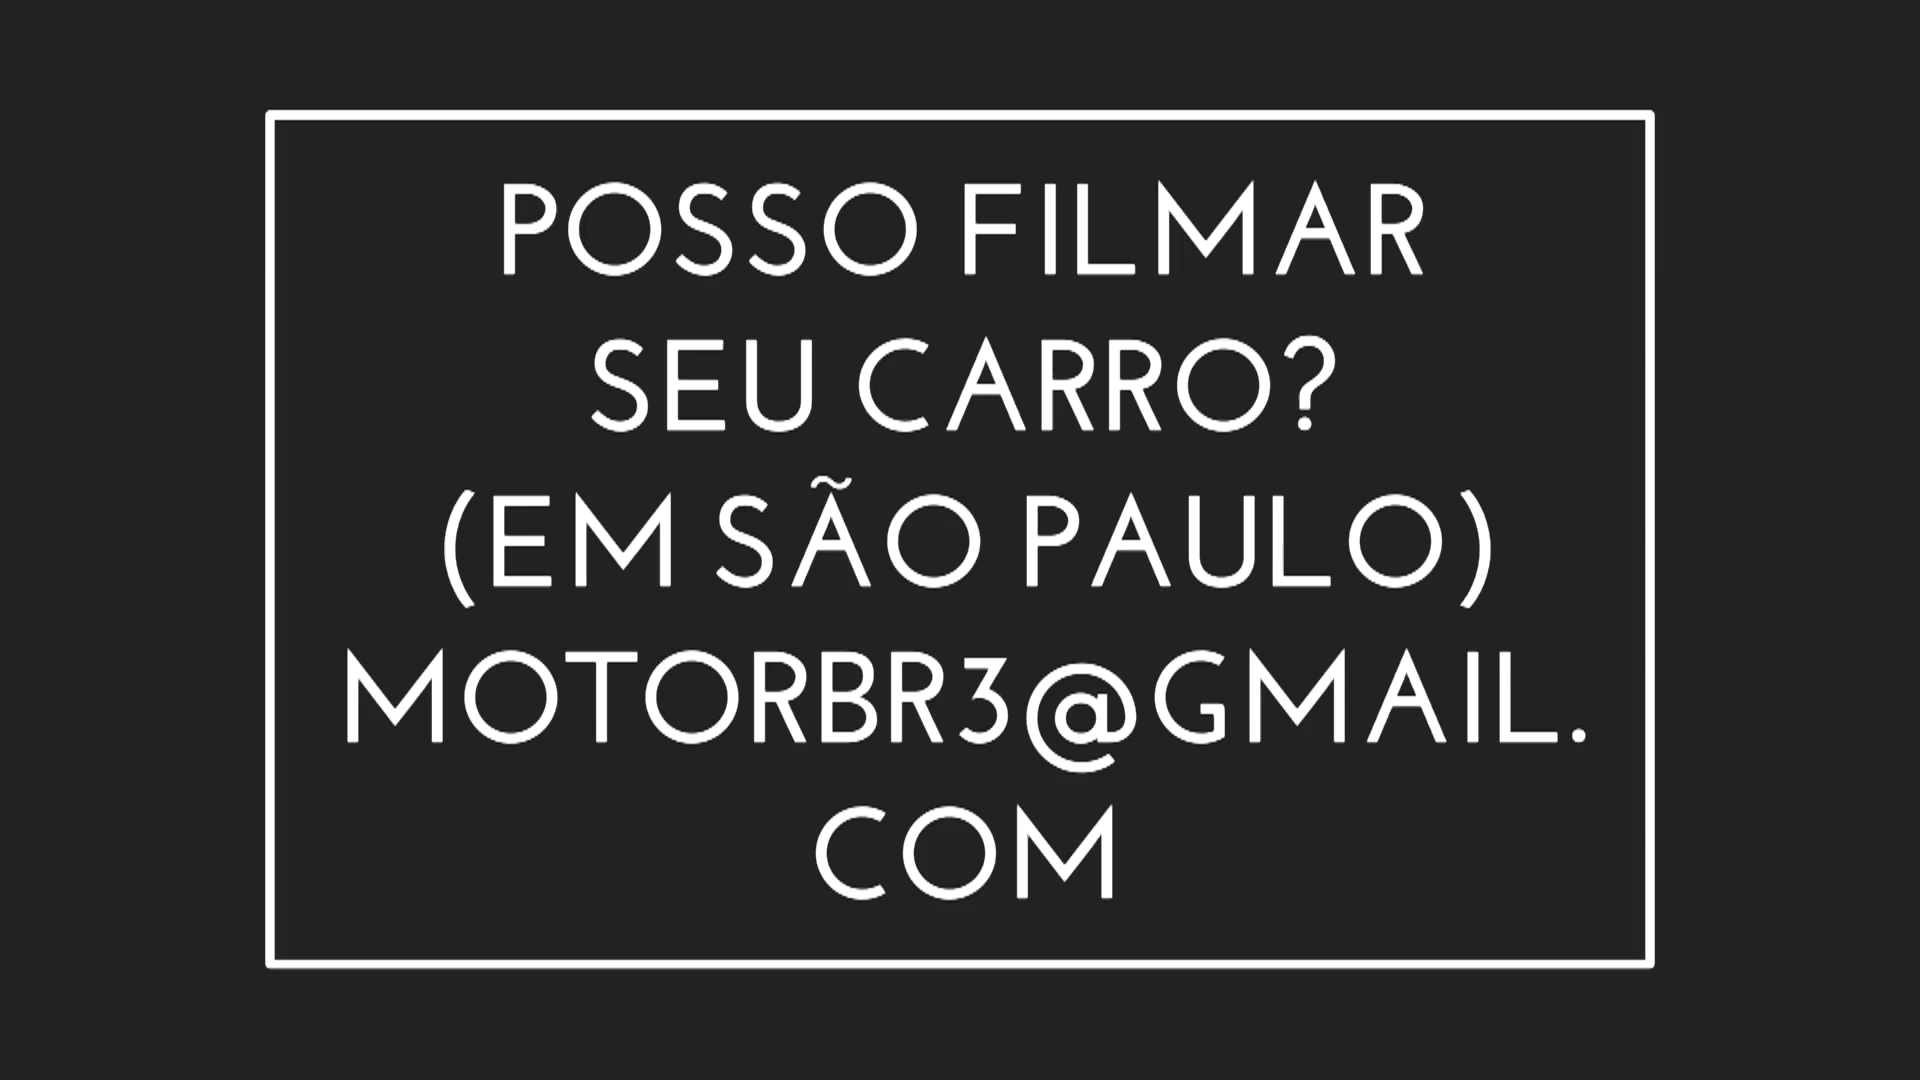 POSSO FILMAR
SEU CARRO?
(EM SÃO PAULO)
MOTORBR3@GMAIL.
COM